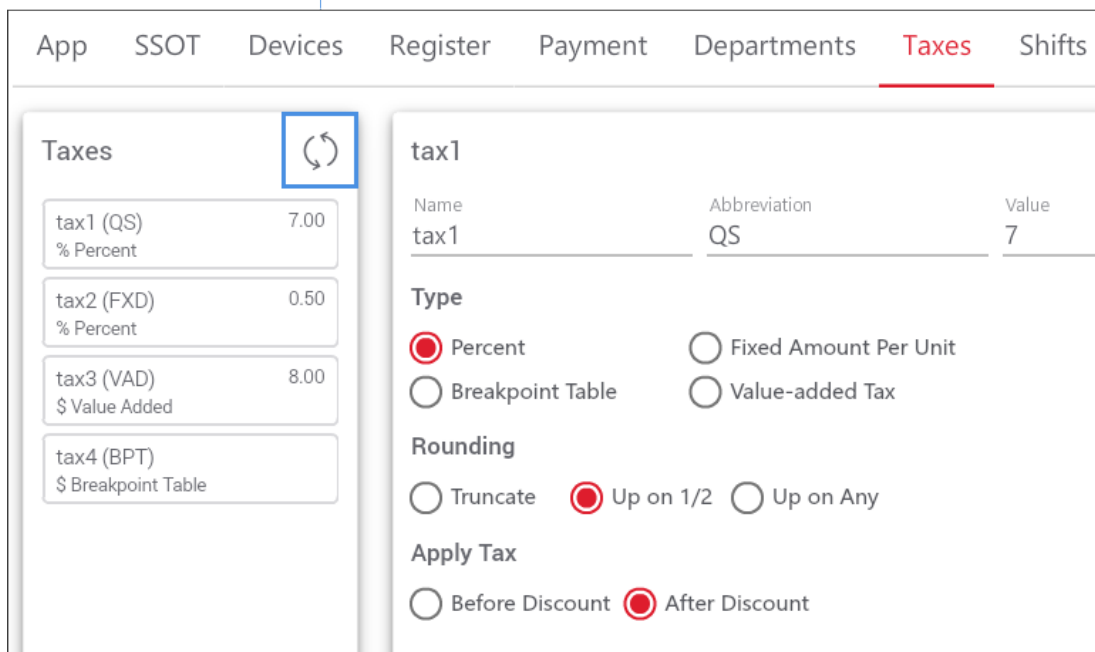 App SSOT Devices Register Payment Departments Taxes Shifts
Taxes
tax1 (QS) 7.00
% Percent
tax2 (FXD) 0.50
% Percent
tax3 (VAD) 8.00
$ Value Added
tax4 (BPT)
$ Breakpoint Table
tax1
Name Abbreviation Value
tax1 QS 7
Type
Percent Fixed Amount Per Unit
Breakpoint Table Value-added Tax
Rounding
Truncate Up on 1/2 Up on Any
Apply Tax
Before Discount After Discount